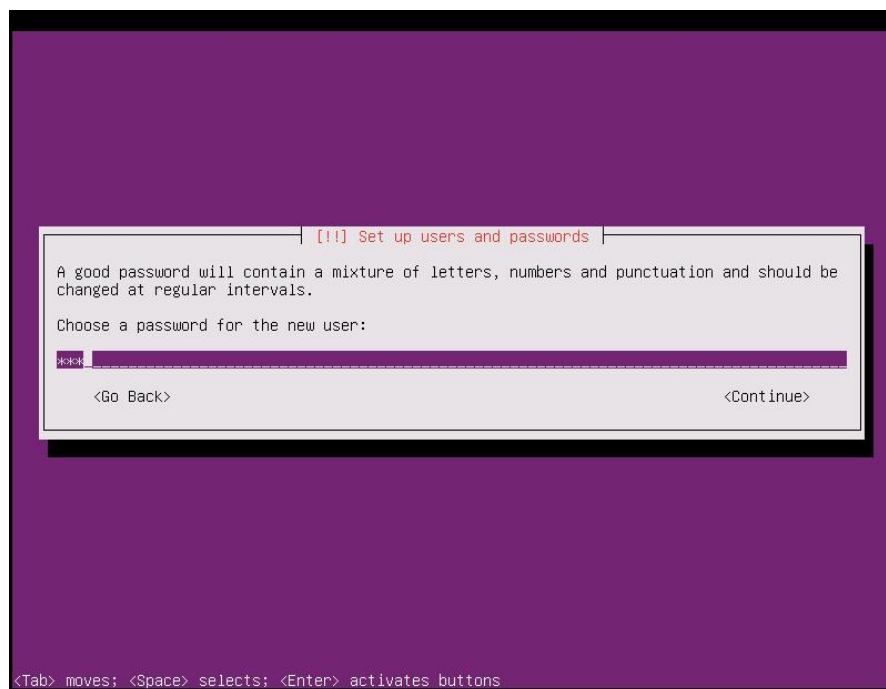 [!!] Set up users and passwords
A good password will contain a mixture of letters, numbers and punctuation and should be
changed at regular intervals.
Choose a password for the new user:
***
<Go Back> <Continue>
<Tab> moves; <Space> selects; <Enter> activates buttons